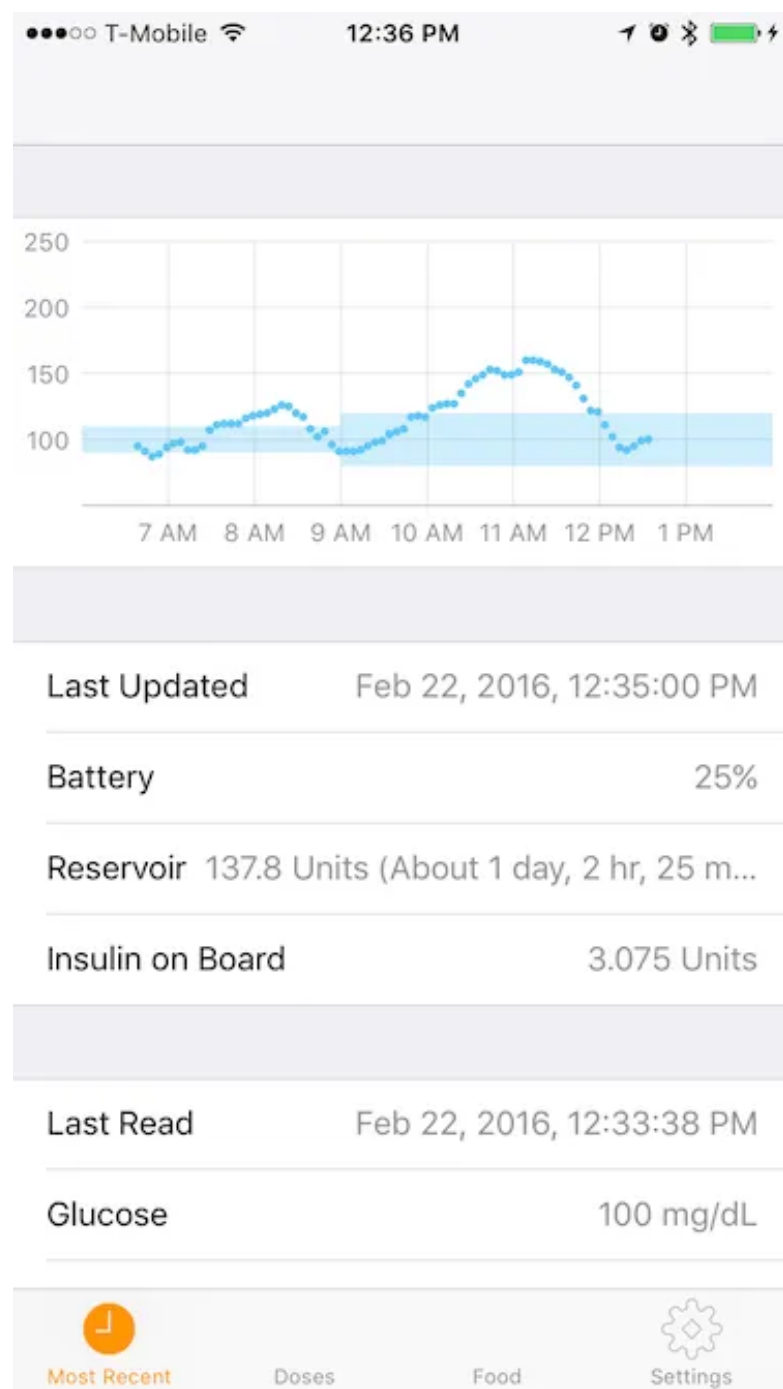 T-Mobile 12:36 PM
250
200
150
100
7 AM 8 AM 9 AM 10 AM 11 AM 12 PM 1 PM
Last Updated Feb 22, 2016, 12:35:00 PM
Battery 25%
Reservoir 137.8 Units (About 1 day, 2 hr, 25 m...
Insulin on Board 3.075 Units
Last Read Feb 22, 2016, 12:33:38 PM
Glucose 100 mg/dL
Most Recent Doses Food Settings